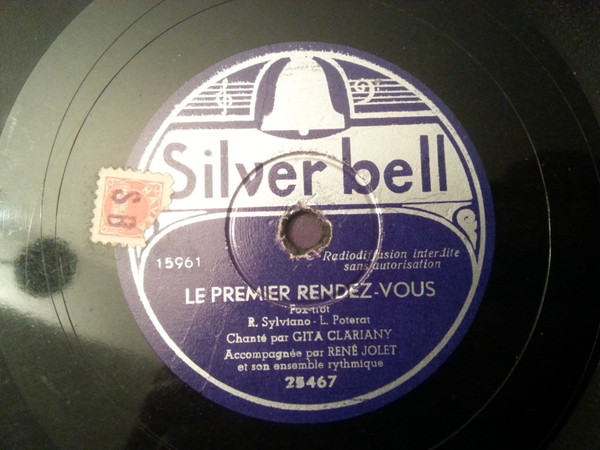 Silver bell
S B
15961
Radiodiffusion interdite
sans autorisation
LE PREMIER RENDEZ-VOUS
Fox-trot
R. Sylviano - L. Poterat
Chanté par GITA CLARIANY
Accompagnée par RENÉ JOLET
et son ensemble rythmique
25467